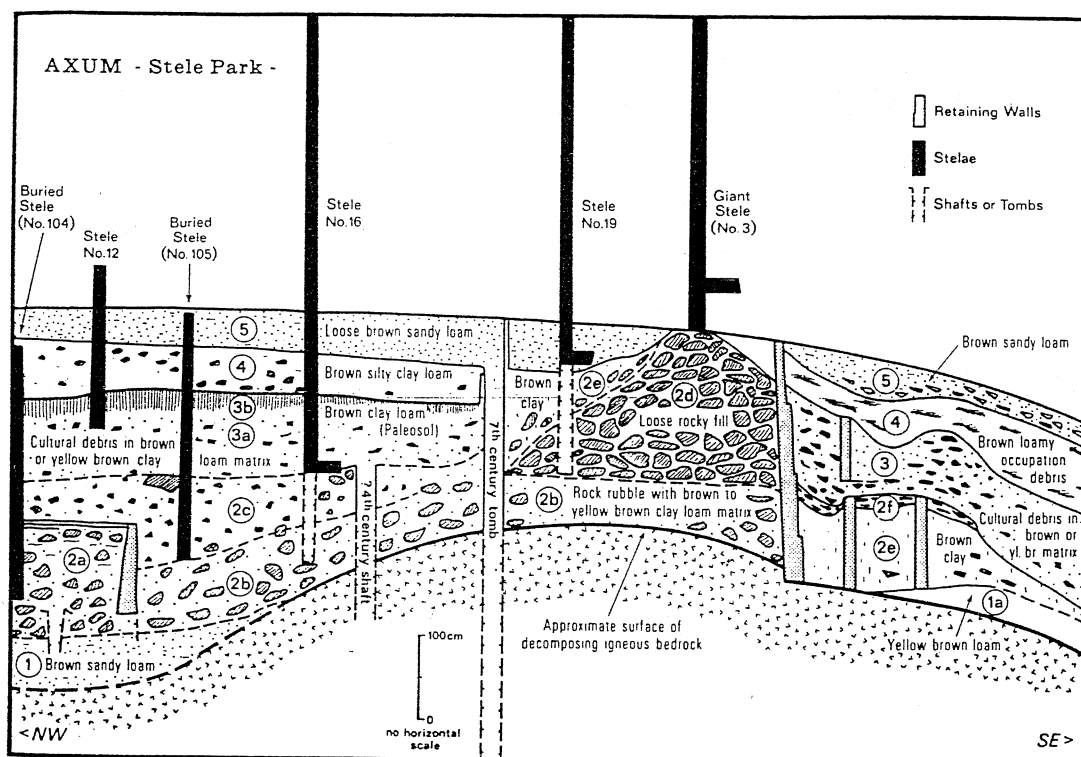 AXUM - Stele Park -
Retaining Walls
Stelae
Shafts or Tombs
Buried
Stele
(No.104)
Stele
No.12
Buried
Stele
(No.105)
Stele
No.16
Stele
No.19
Giant
Stele
(No.3)
5
Loose brown sandy loam
4
Brown silty clay loam
3b
Brown clay loam
(Paleosol)
3a
Cultural debris in brown
or yellow brown clay loam matrix
2c
2a
2b
1
Brown sandy loam
? 4th century shaft
7th century tomb
Brown
clay
2e
2d
Loose rocky fill
2b
Rock rubble with brown to
yellow brown clay loam matrix
Approximate surface of
decomposing igneous bedrock
100cm
0
no horizontal
scale
Brown sandy loam
5
4
Brown loamy
occupation
debris
3
2f
2e
Brown
clay
Cultural debris in
brown or
yl. br matrix
1a
Yellow brown loam
<NW
SE>